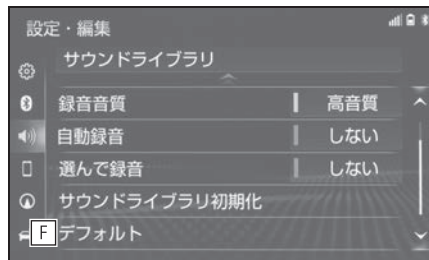 設定・編集
サウンドライブラリ
録音音質 高音質
自動録音 しない
選んで録音 しない
サウンドライブラリ初期化
F デフォルト